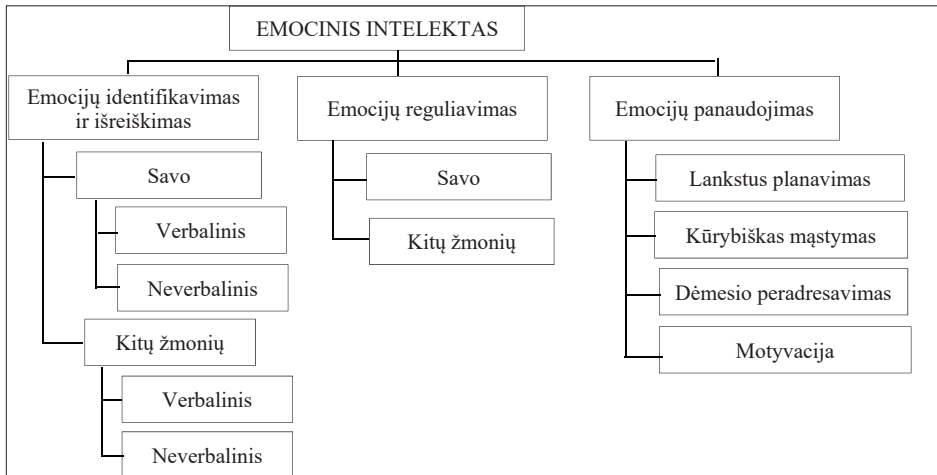 EMOCINIS INTELEKTAS
Emocijų identifikavimas
ir išreiškimas
Savo
Verbalinis
Neverbalinis
Kitų žmonių
Verbalinis
Neverbalinis
Emocijų reguliavimas
Savo
Kitų žmonių
Emocijų panaudojimas
Lankstus planavimas
Kūrybiškas mąstymas
Dėmesio peradresavimas
Motyvacija